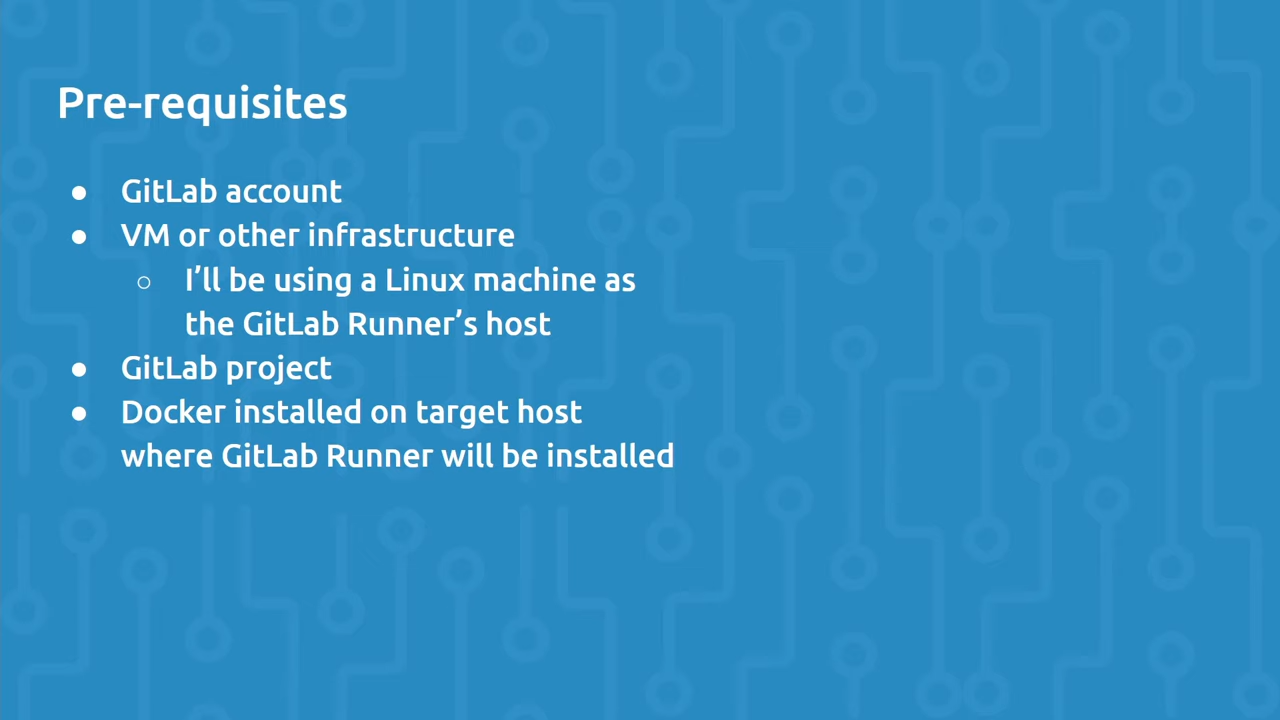 Pre-requisites
● GitLab account
● VM or other infrastructure
○ I’ll be using a Linux machine as
the GitLab Runner’s host
● GitLab project
● Docker installed on target host
where GitLab Runner will be installed